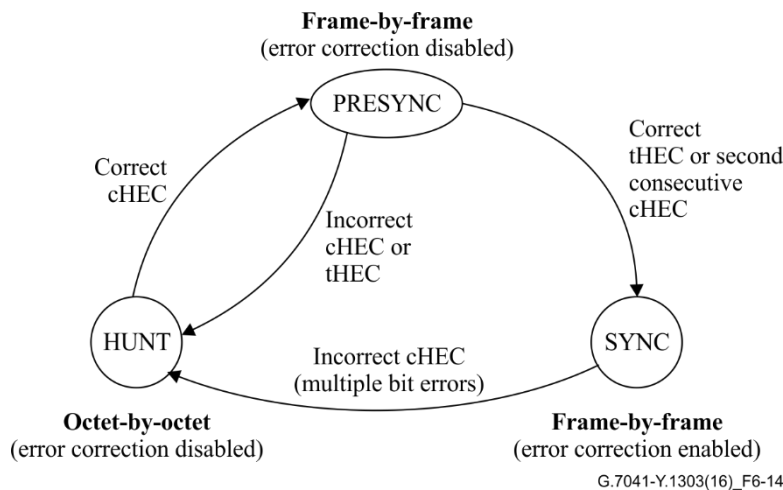 Frame-by-frame
(error correction disabled)
PRESYNC
Correct
cHEC
Correct
tHEC or second
consecutive
cHEC
Incorrect
cHEC or
tHEC
HUNT
Incorrect cHEC
(multiple bit errors)
SYNC
Octet-by-octet
(error correction disabled)
Frame-by-frame
(error correction enabled)
G.7041-Y.1303(16)_F6-14